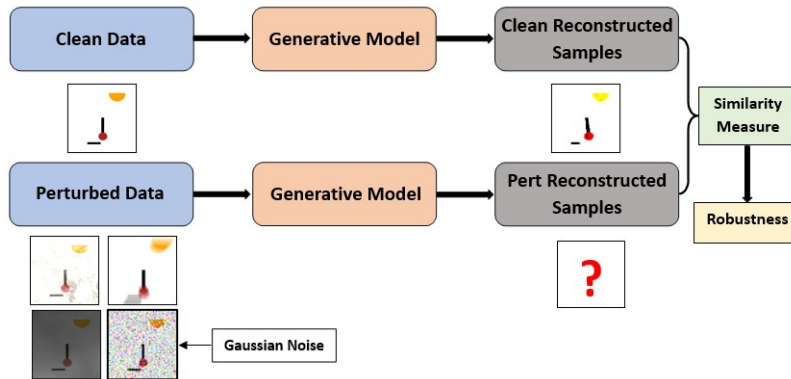 Clean Data
Generative Model
Clean Reconstructed
Samples
Similarity
Measure
Perturbed Data
Generative Model
Pert Reconstructed
Samples
Robustness
?
Gaussian Noise